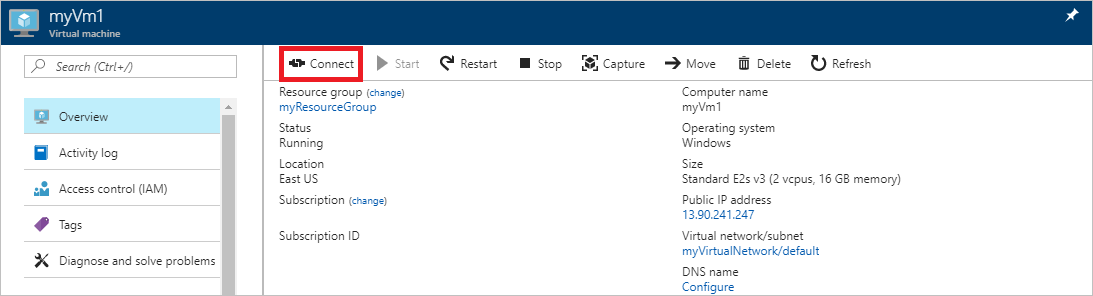 myVm1
Virtual machine
Search (Ctrl+/)
Overview
Activity log
Access control (IAM)
Tags
Diagnose and solve problems
Connect Start Restart Stop Capture Move Delete Refresh
Resource group (change)
myResourceGroup
Status
Running
Location
East US
Subscription (change)
Subscription ID
Computer name
myVm1
Operating system
Windows
Size
Standard E2s v3 (2 vcpus, 16 GB memory)
Public IP address
13.90.241.247
Virtual network/subnet
myVirtualNetwork/default
DNS name
Configure